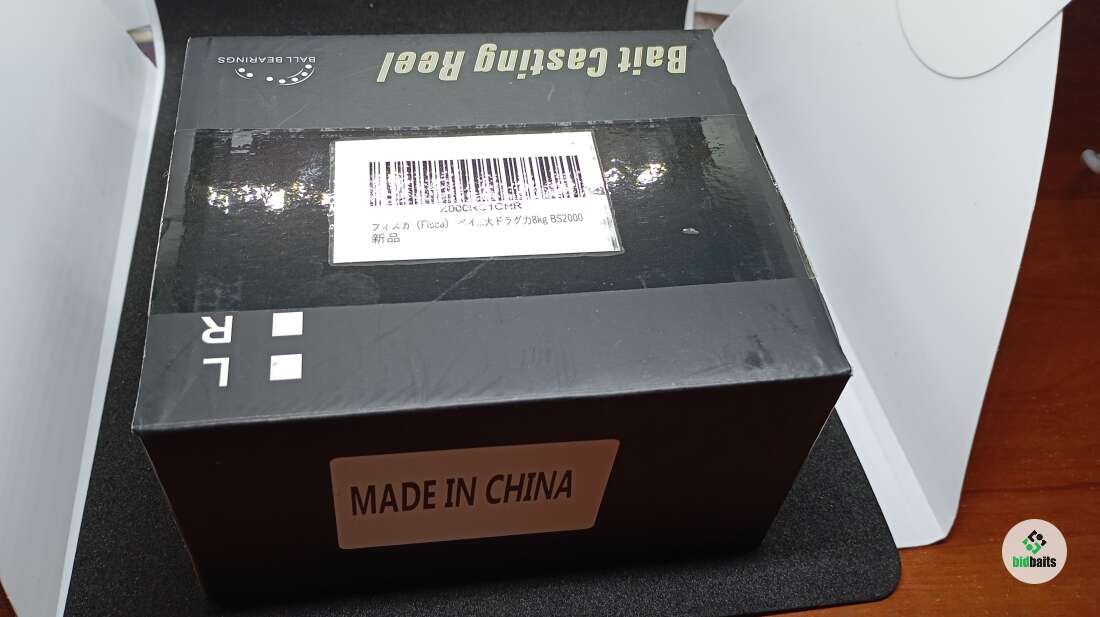 Bait Casting Reel
BALL BEARINGS
フィスカ (Fisca) ベイ...大ドラグ力8kg BS2000
新品
R
L
MADE IN CHINA
bidbaits